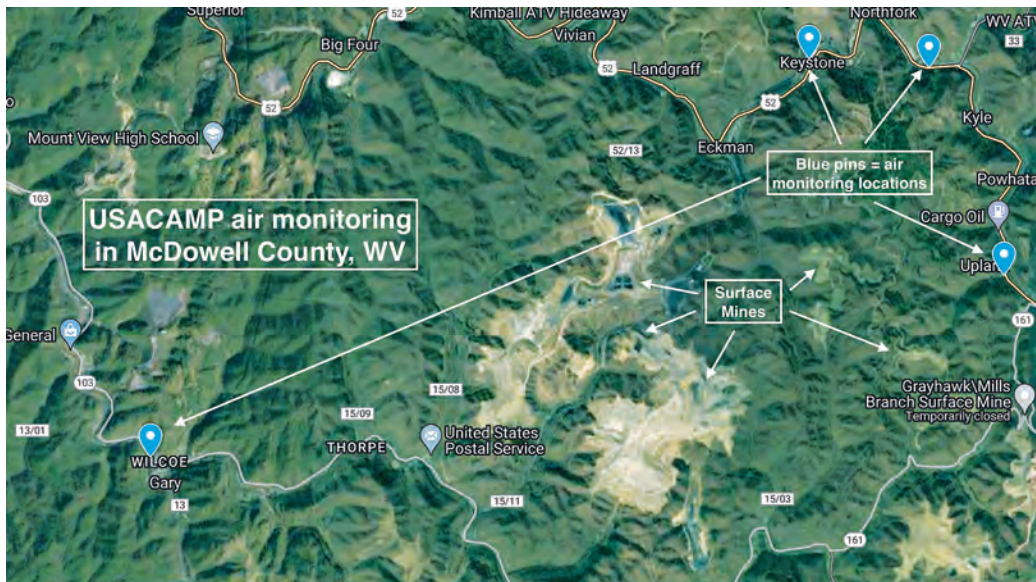 Superior
52
Kimball ATV Hideaway
Vivian
Northfork
WV AT
33
Big Four
52
Landgraff
Keystone
52
52
Kyle
Mount View High School
52/13
Eckman
Blue pins = air
monitoring locations
Powhata
103
USACAMP air monitoring
in McDowell County, WV
Cargo Oil
Uplan
Surface
Mines
161
General
103
15/08
Grayhawk\Mills
Branch Surface Mine
Temporarily closed
13/01
15/09
WILCOE
Gary
THORPE
United States
Postal Service
13
15/11
15/03
161